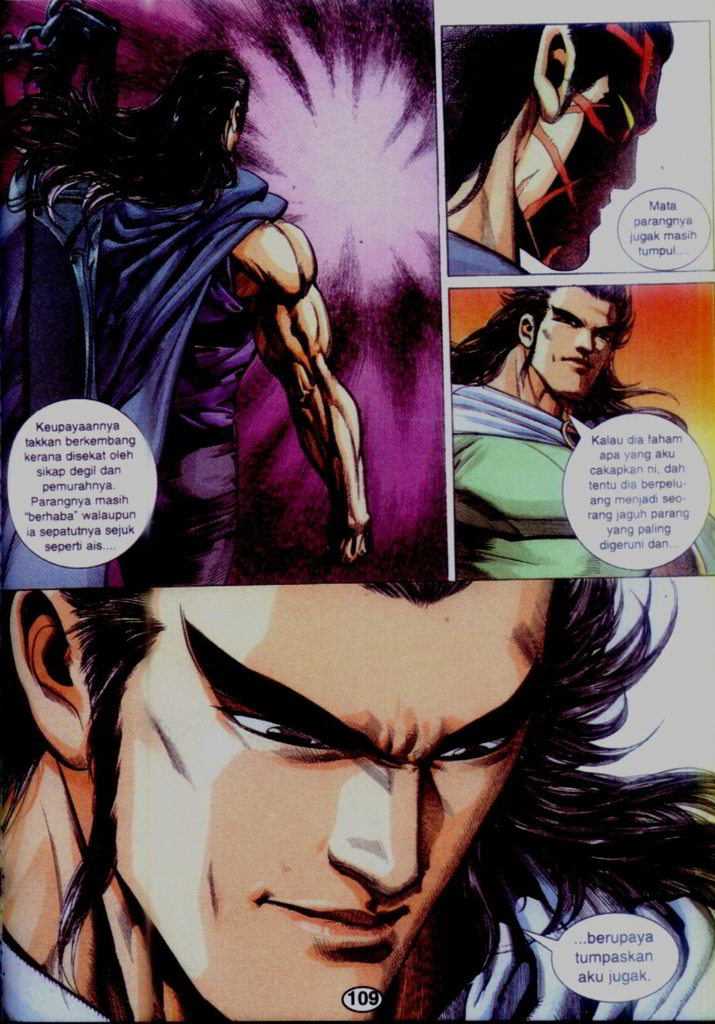 Keupayaannya
takkan berkembang
kerana disekat oleh
sikap degil dan
pemurahnya.
Parangnya masih
"berhaba" walaupun
ia sepatutnya sejuk
seperti ais....
Mata
parangnya
jugak masih
tumpul....
Kalau dia faham
apa yang aku
cakapkan ni, dah
tentu dia berpelu-
ang menjadi seo-
rang jaguh parang
yang paling
digeruni dan...
...berupaya
tumpaskan
aku jugak.
109